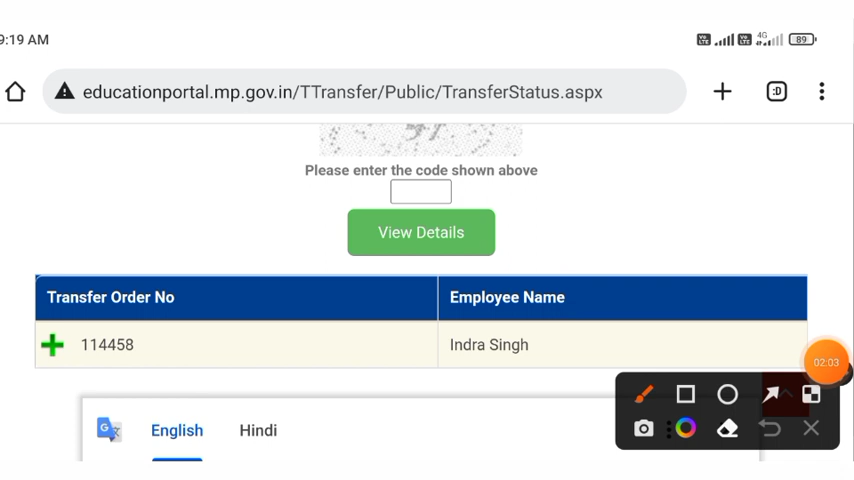 9:19 AM
4G
89
educationportal.mp.gov.in/TTransfer/Public/TransferStatus.aspx
:D
Please enter the code shown above
View Details
Transfer Order No
Employee Name
114458
Indra Singh
02:03
English
Hindi